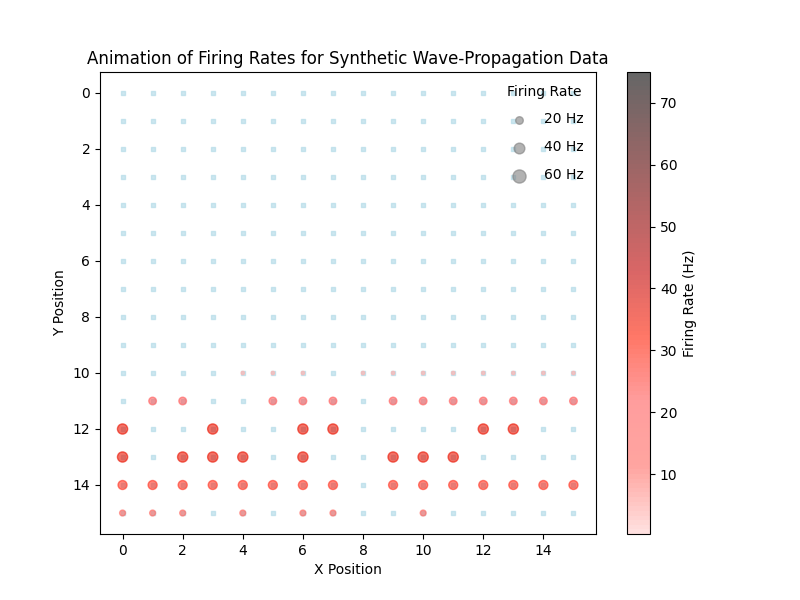 Animation of Firing Rates for Synthetic Wave-Propagation Data
Firing Rate
20 Hz
40 Hz
60 Hz
0
2
4
6
8
10
12
14
Y Position
0
2
4
6
8
10
12
14
X Position
70
60
50
40
30
20
10
Firing Rate (Hz)